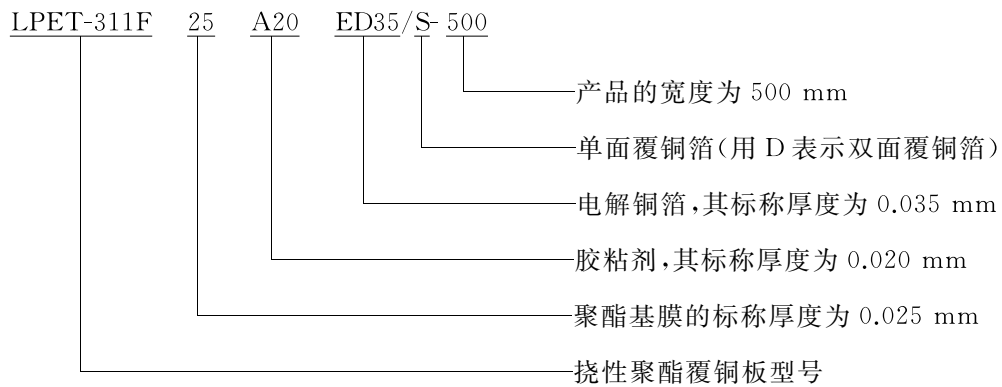 LPET-311F 25 A20 ED35/S-500
产品的宽度为 500 mm
单面覆铜箔(用 D 表示双面覆铜箔)
电解铜箔,其标称厚度为 0.035 mm
胶粘剂,其标称厚度为 0.020 mm
聚酯基膜的标称厚度为 0.025 mm
挠性聚酯覆铜板型号